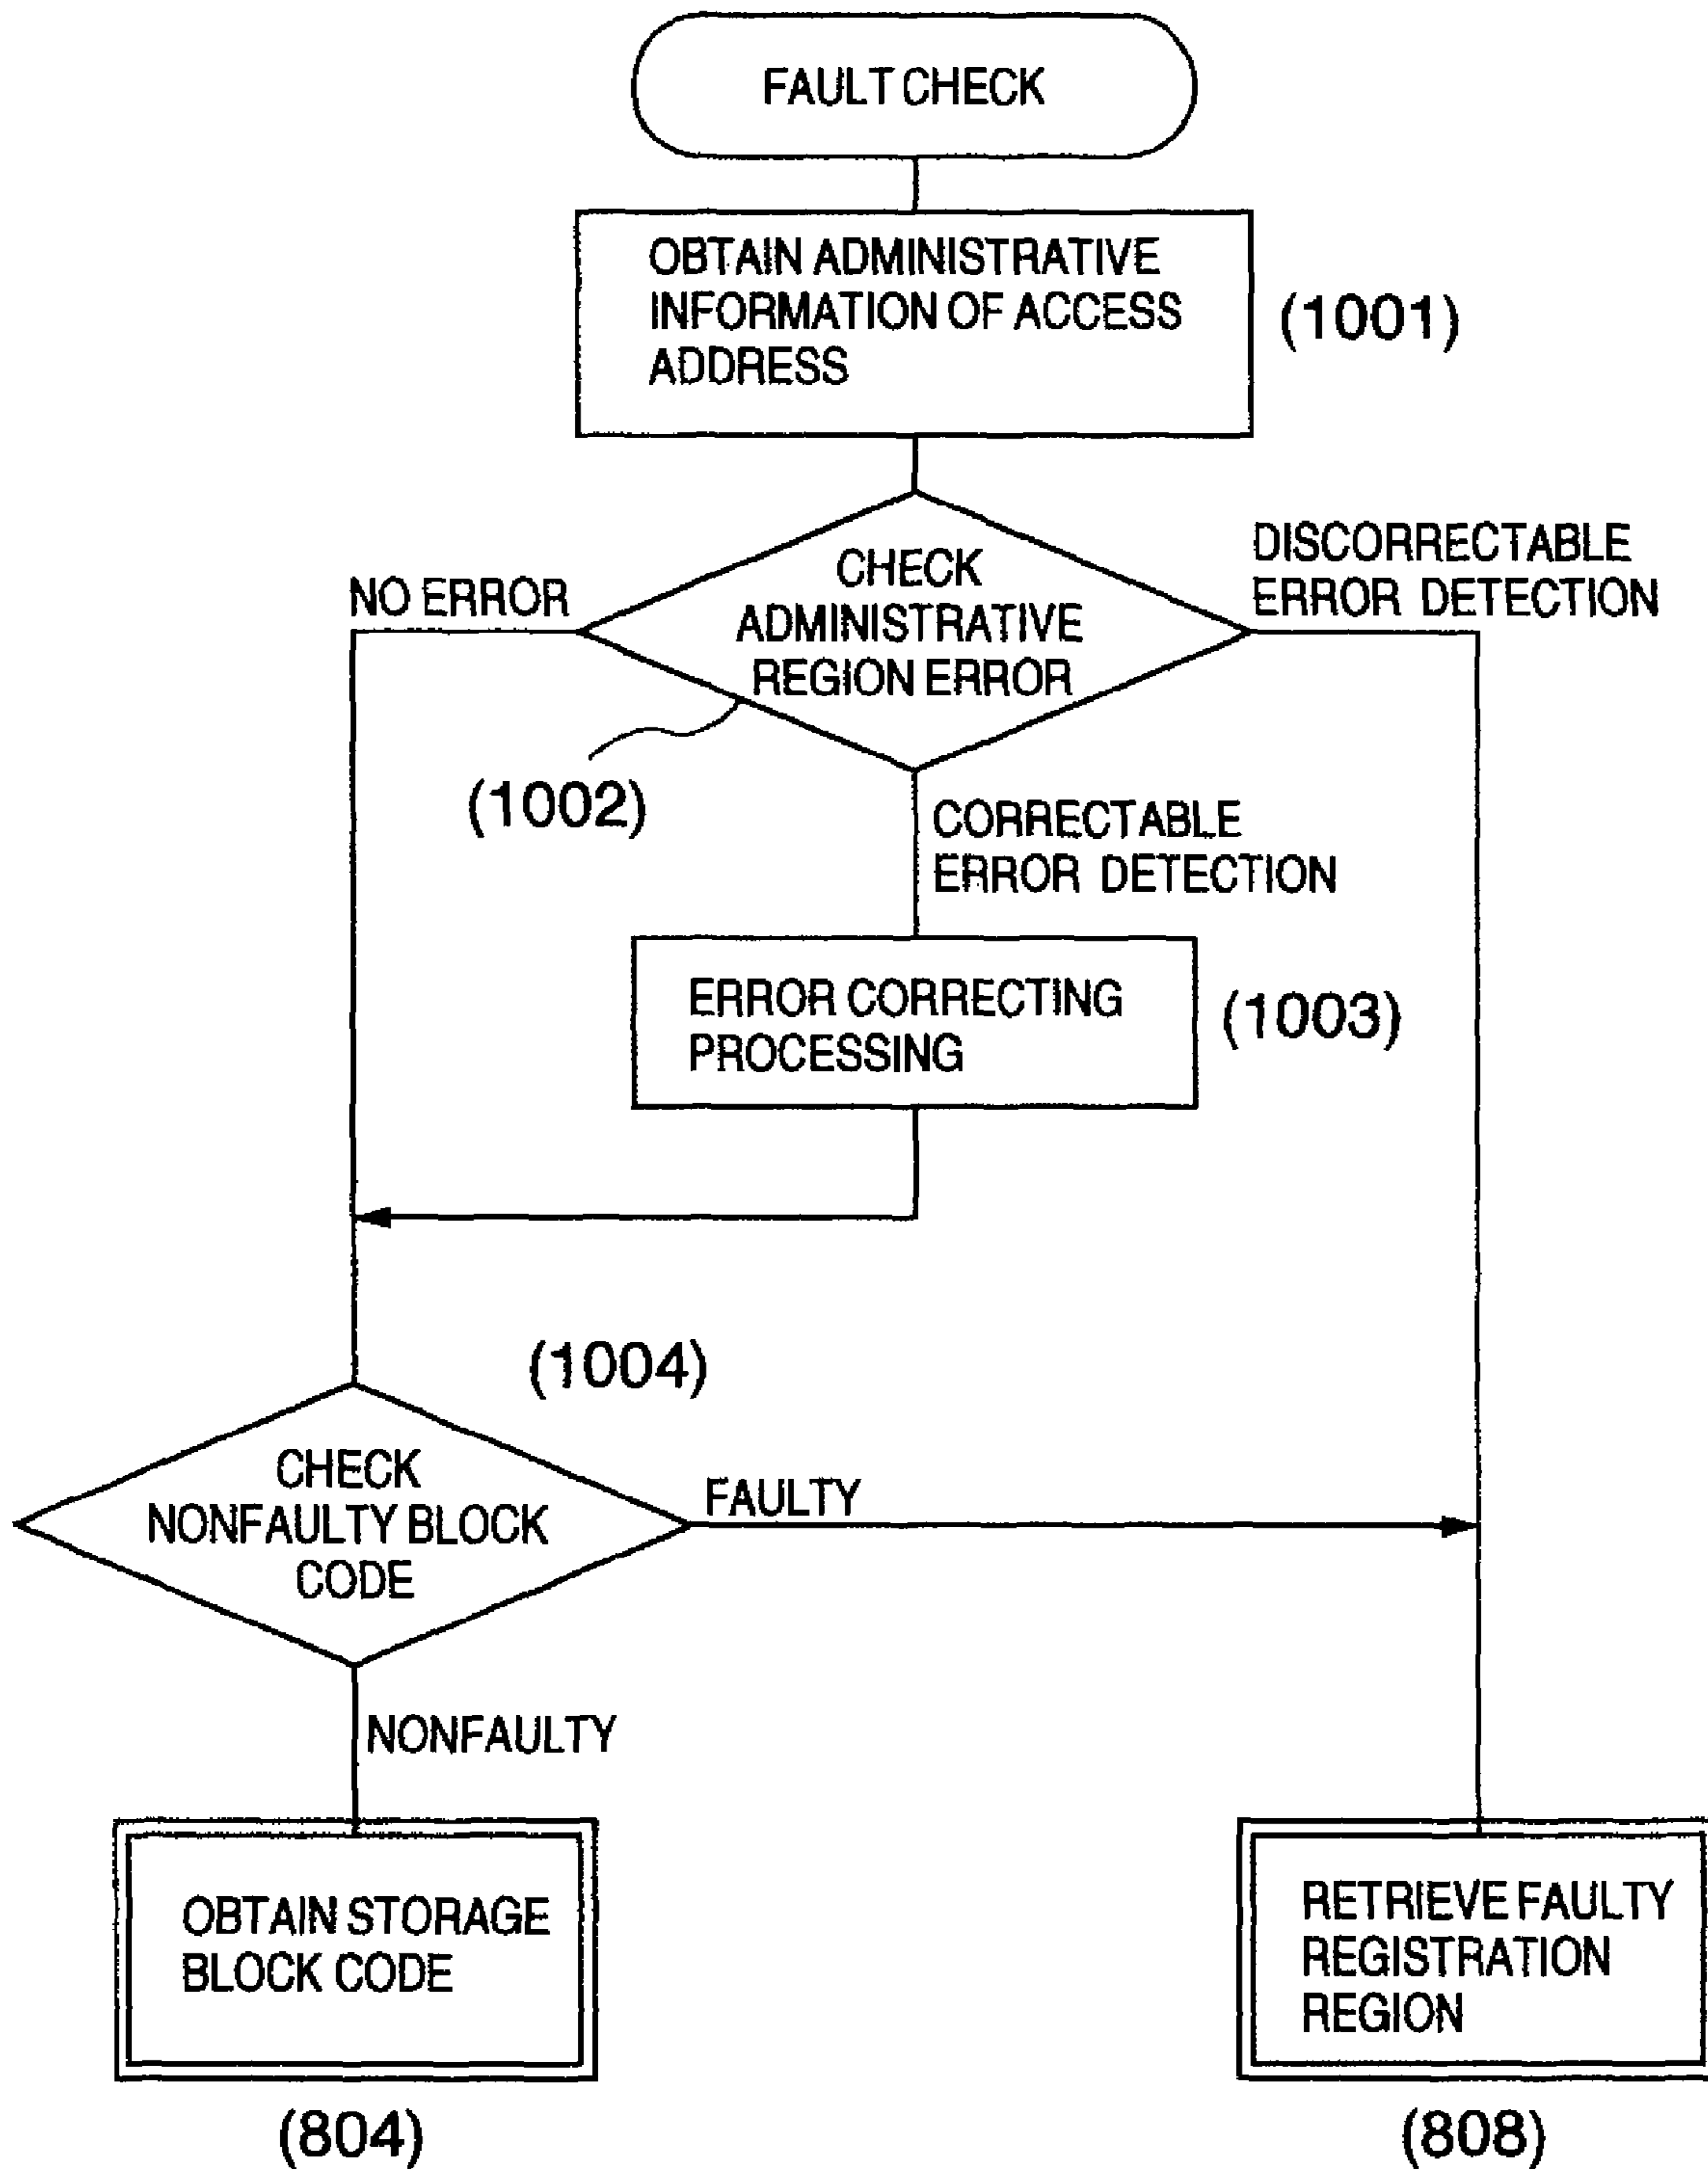 FAULT CHECK
OBTAIN ADMINISTRATIVE
INFORMATION OF ACCESS
ADDRESS
(1001)
CHECK
ADMINISTRATIVE
REGION ERROR
NO ERROR
DISCORRECTABLE
ERROR DETECTION
(1002)
CORRECTABLE
ERROR DETECTION
ERROR CORRECTING
PROCESSING
(1003)
(1004)
CHECK
NONFAULTY BLOCK
CODE
FAULTY
NONFAULTY
OBTAIN STORAGE
BLOCK CODE
(804)
RETRIEVE FAULTY
REGISTRATION
REGION
(808)